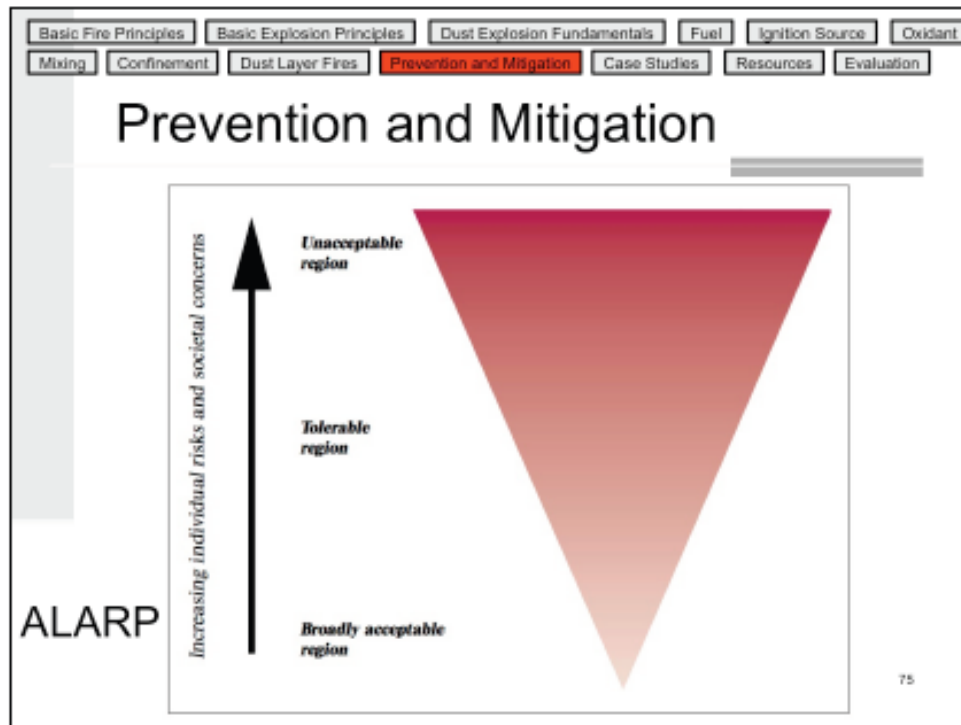 Basic Fire Principles Basic Explosion Principles Dust Explosion Fundamentals Fuel Ignition Source Oxidant
Mixing Confinement Dust Layer Fires Prevention and Mitigation Case Studies Resources Evaluation
Prevention and Mitigation
Increasing individual risks and societal concerns
Unacceptable
region
Tolerable
region
Broadly acceptable
region
ALARP
75